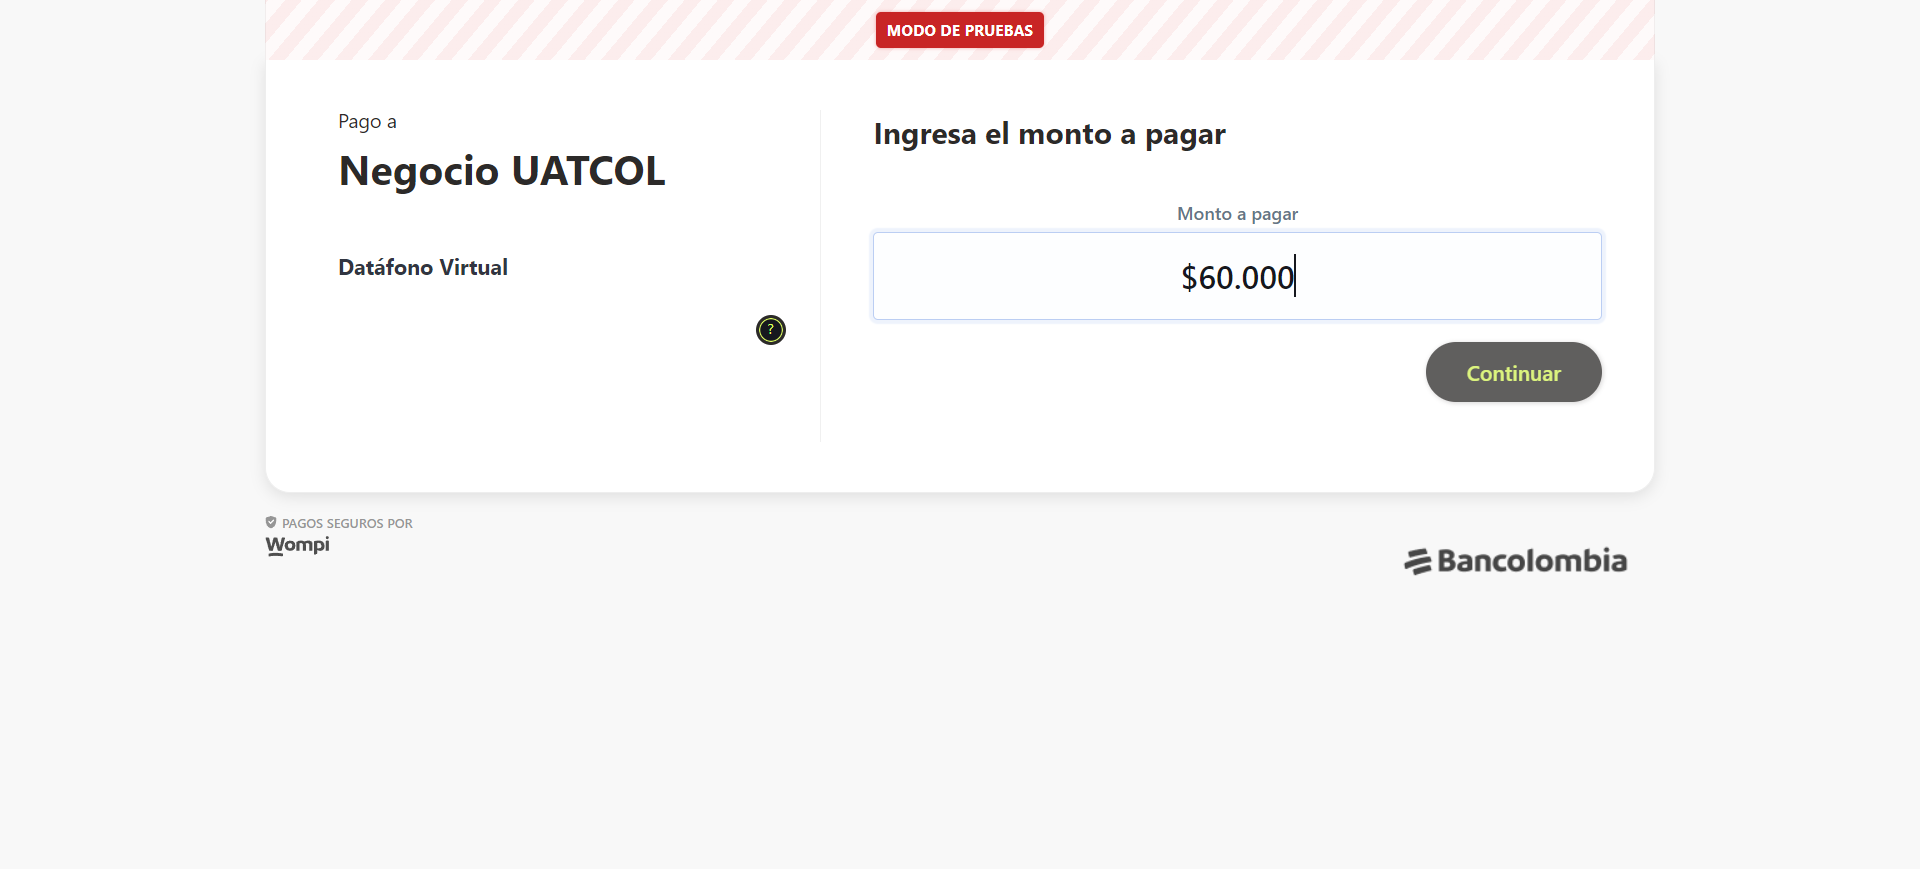 MODO DE PRUEBAS
Pago a
Negocio UATCOL
Datáfono Virtual
?
Ingresa el monto a pagar
Monto a pagar
$60.000
Continuar
PAGOS SEGUROS POR
Wompi
Bancolombia